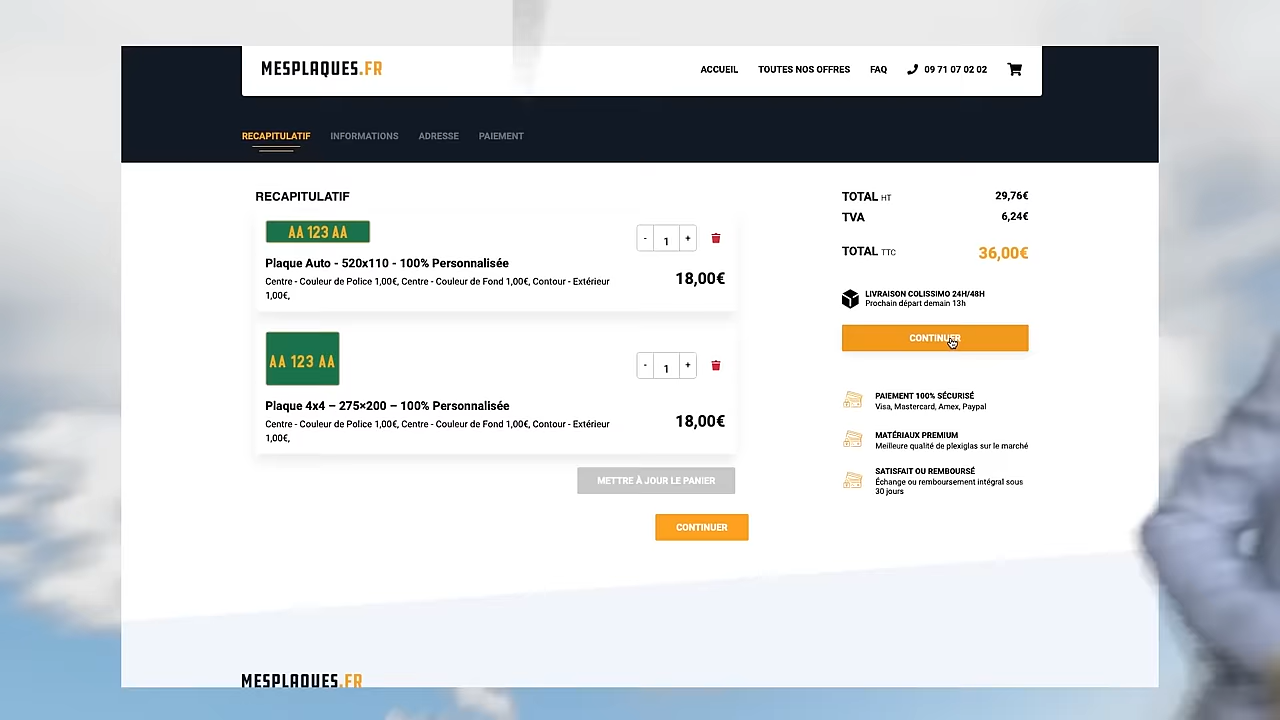 MESPLAQUES.FR
ACCUEIL
TOUTES NOS OFFRES
FAQ
09 71 07 02 02
RECAPITULATIF
INFORMATIONS
ADRESSE
PAIEMENT
RECAPITULATIF
AA 123 AA
- 1 +
Plaque Auto - 520x110 - 100% Personnalisée
18,00€
Centre - Couleur de Police 1,00€, Centre - Couleur de Fond 1,00€, Contour - Extérieur
1,00€,
AA 123 AA
- 1 +
Plaque 4x4 – 275×200 – 100% Personnalisée
18,00€
Centre - Couleur de Police 1,00€, Centre - Couleur de Fond 1,00€, Contour - Extérieur
1,00€,
METTRE À JOUR LE PANIER
CONTINUER
TOTAL HT 29,76€
TVA 6,24€
TOTAL TTC 36,00€
LIVRAISON COLISSIMO 24H/48H
Prochain départ demain 13h
CONTINUER
PAIEMENT 100% SÉCURISÉ
Visa, Mastercard, Amex, Paypal
MATÉRIAUX PREMIUM
Meilleure qualité de plexiglas sur le marché
SATISFAIT OU REMBOURSÉ
Échange ou remboursement intégral sous
30 jours
MESPLAQUES.FR